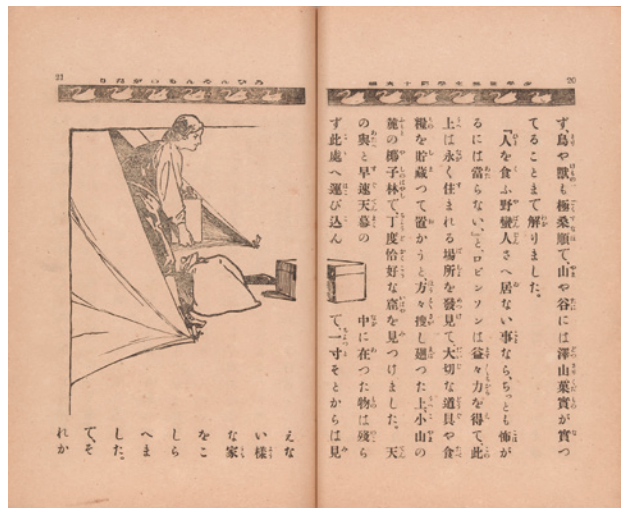 20
ず、鳥や獸も極桑順で、山や谷には澤山菓實が實つ
てることまで解りました。
『人を食ふ野蠻人さへ居ない事なら、ちつとも怖が
るには當らない、』と、ロビンソンは益々力を得て、此
上は永く住まれる場所を發見て、大切な道具や食
糧を貯藏つて置かうと、方々搜し廻つた上、小山の
麓の椰子林で、丁度恰好な窟を見つけました。天
の與と早速天幕の中に在つた物は殘ら
ず此處へ運び込んで、一寸そとからは見
21
えな
い樣
な家
をこ
しら
へま
した。
て、そ
れか